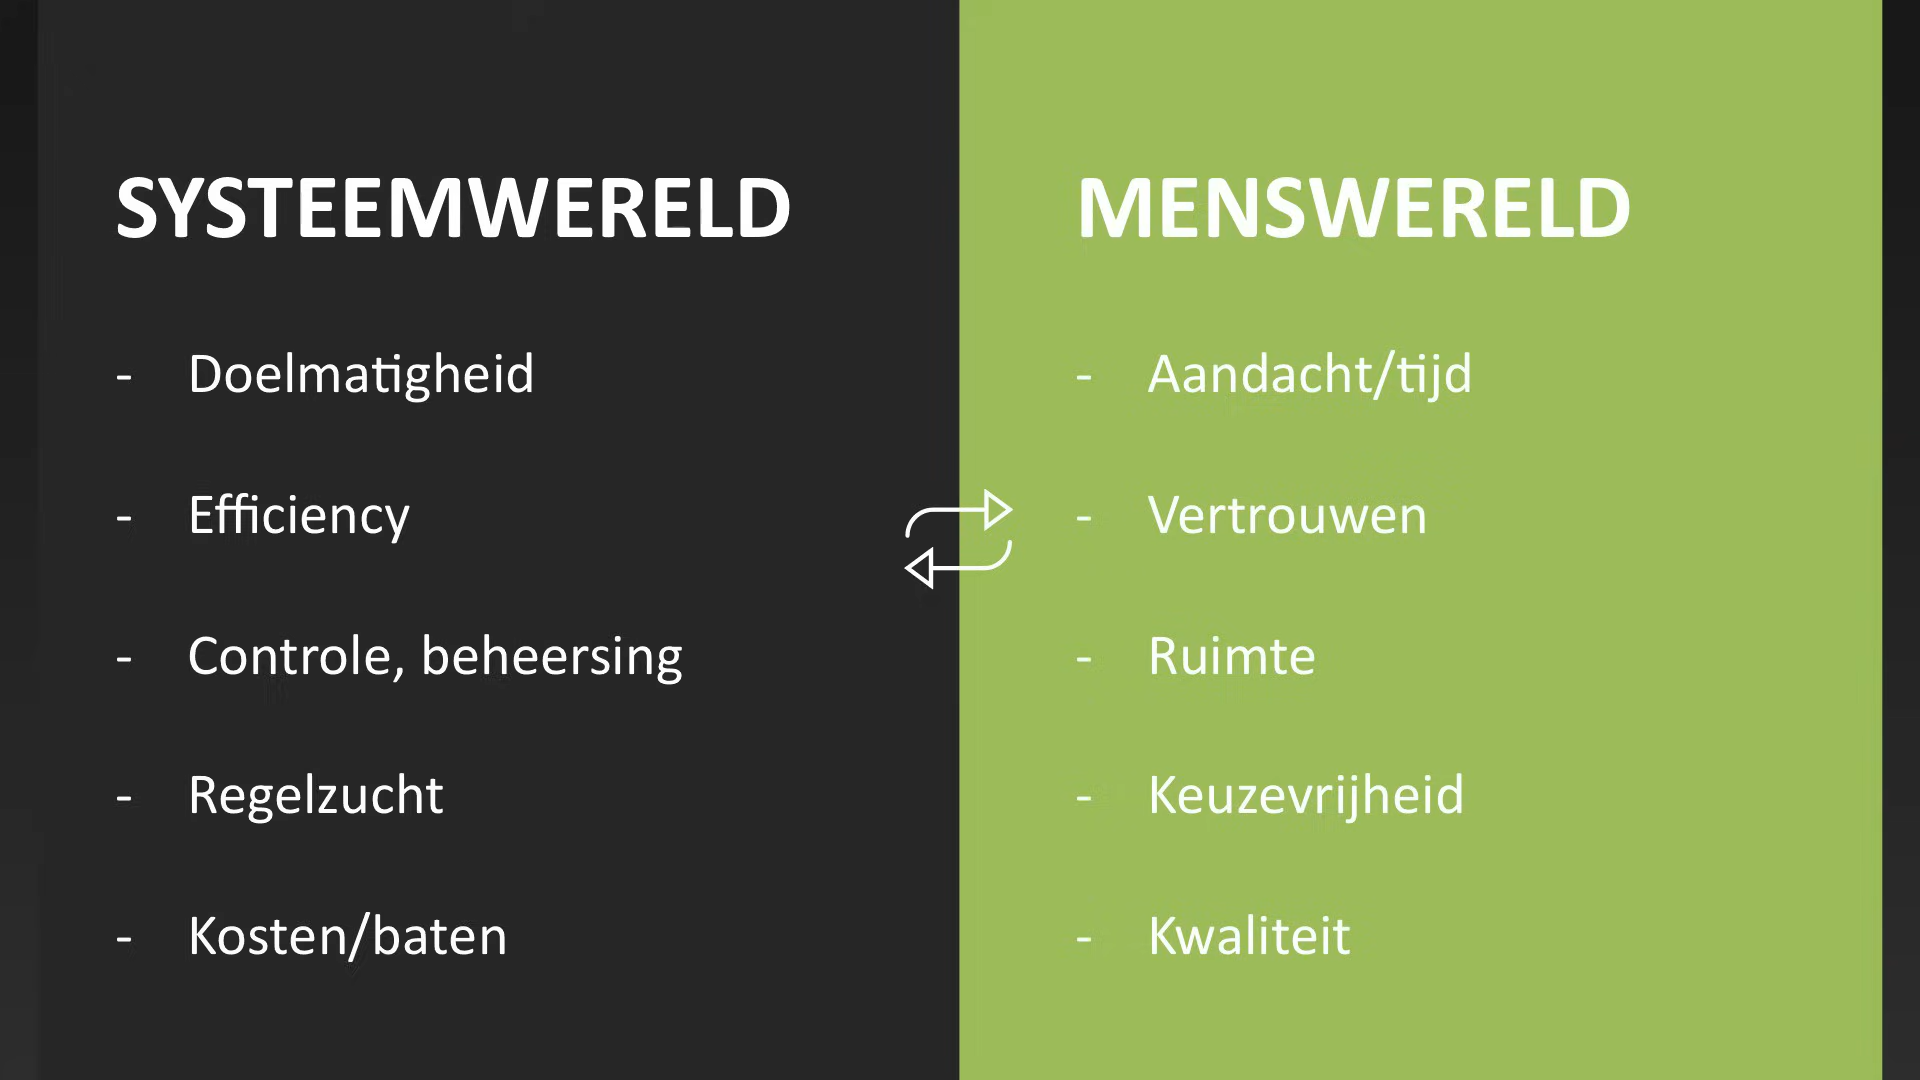 SYSTEEMWERELD
- Doelmatigheid
- Efficiency
- Controle, beheersing
- Regelzucht
- Kosten/baten
MENSWERELD
- Aandacht/tijd
- Vertrouwen
- Ruimte
- Keuzevrijheid
- Kwaliteit